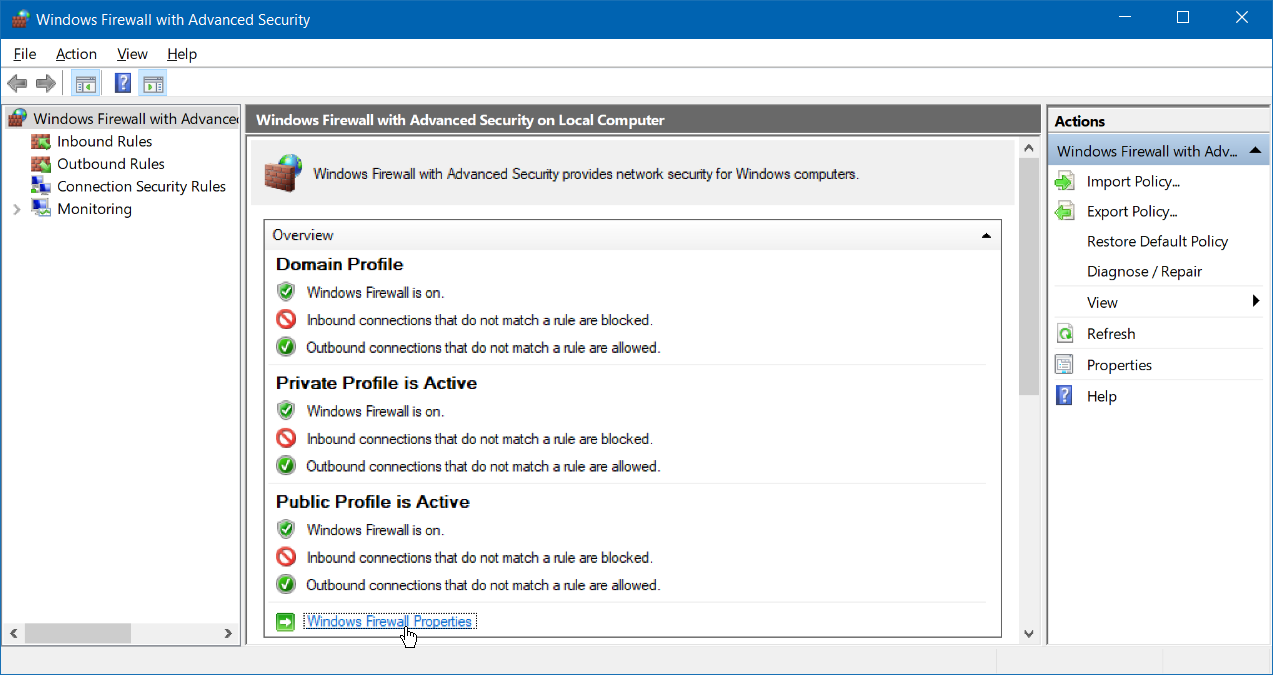 Windows Firewall with Advanced Security
File Action View Help
Windows Firewall with Advance
Inbound Rules
Outbound Rules
Connection Security Rules
Monitoring
Windows Firewall with Advanced Security on Local Computer
Windows Firewall with Advanced Security provides network security for Windows computers.
Overview
Domain Profile
Windows Firewall is on.
Inbound connections that do not match a rule are blocked.
Outbound connections that do not match a rule are allowed.
Private Profile is Active
Windows Firewall is on.
Inbound connections that do not match a rule are blocked.
Outbound connections that do not match a rule are allowed.
Public Profile is Active
Windows Firewall is on.
Inbound connections that do not match a rule are blocked.
Outbound connections that do not match a rule are allowed.
Windows Firewall Properties
Actions
Windows Firewall with Adv...
Import Policy...
Export Policy...
Restore Default Policy
Diagnose / Repair
View
Refresh
Properties
Help